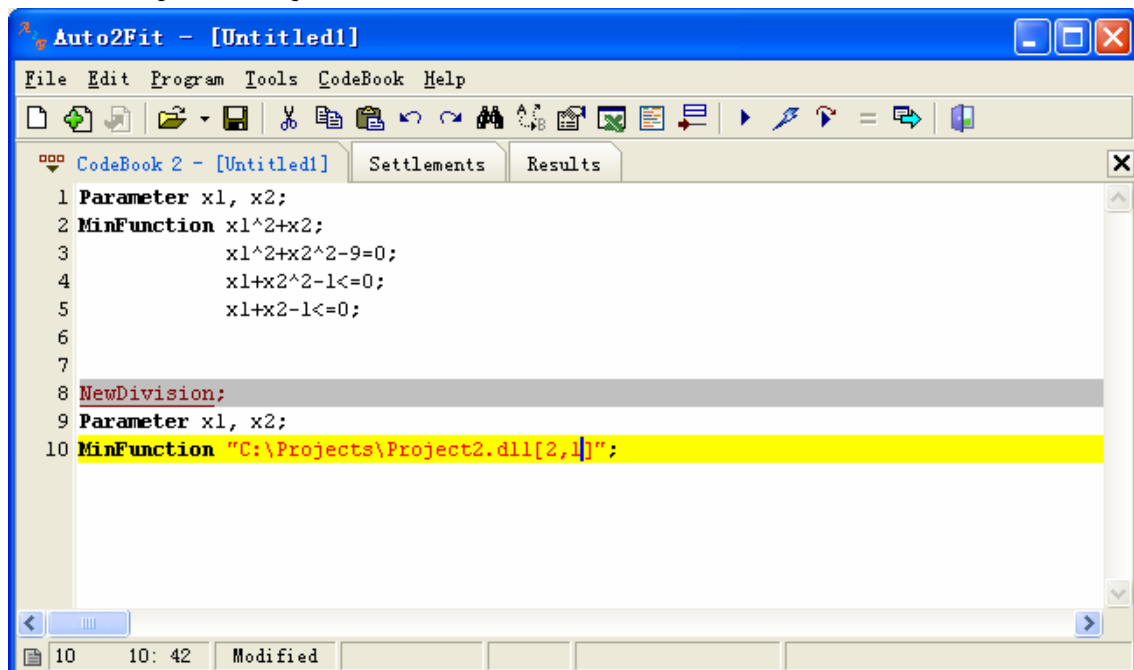 Auto2Fit - [Untitled1]
File Edit Program Tools CodeBook Help
CodeBook 2 - [Untitled1] Settlements Results
1 Parameter x1, x2;
2 MinFunction x1^2+x2;
3 x1^2+x2^2-9=0;
4 x1+x2^2-1<=0;
5 x1+x2-1<=0;
6
7
8 NewDivision;
9 Parameter x1, x2;
10 MinFunction "C:\Projects\Project2.dll[2,1]";
10 10: 42 Modified